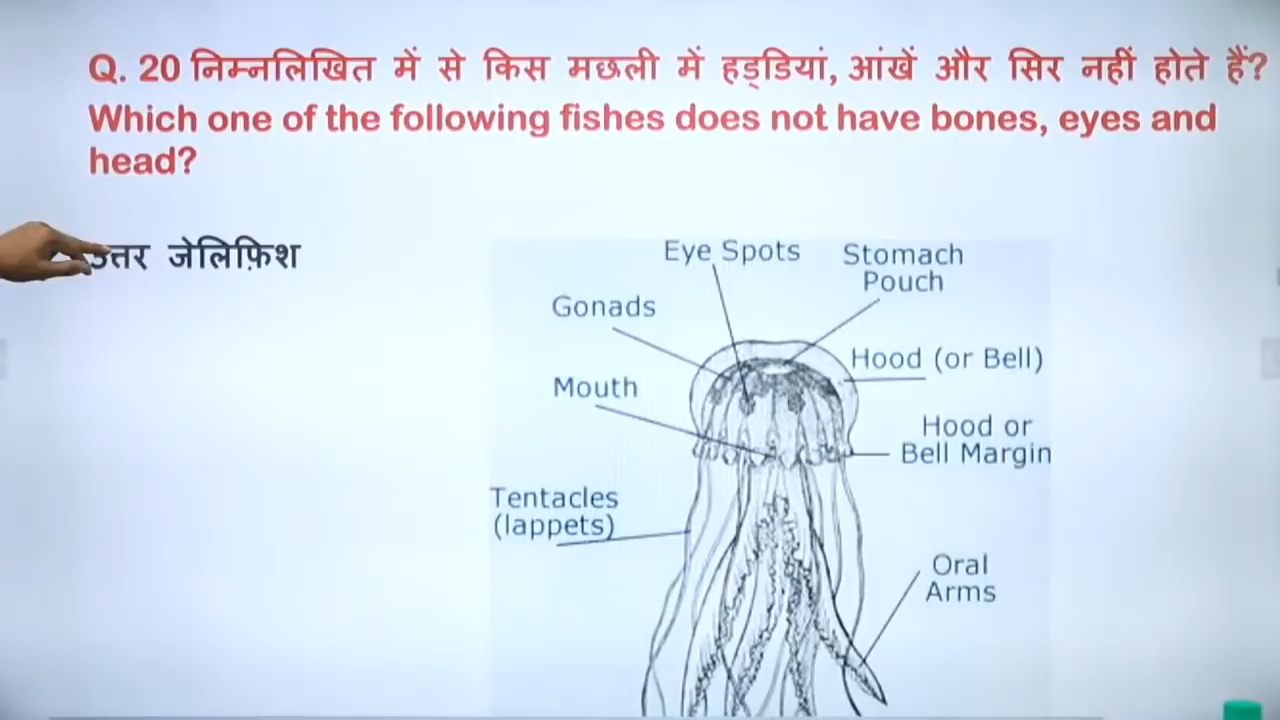 Q. 20 निम्नलिखित में से किस मछली में हड्डियां, आंखें और सिर नहीं होते हैं?
Which one of the following fishes does not have bones, eyes and
head?
उत्तर जेलिफ़िश
Eye Spots
Stomach
Pouch
Gonads
Hood (or Bell)
Mouth
Hood or
Bell Margin
Tentacles
(lappets)
Oral
Arms